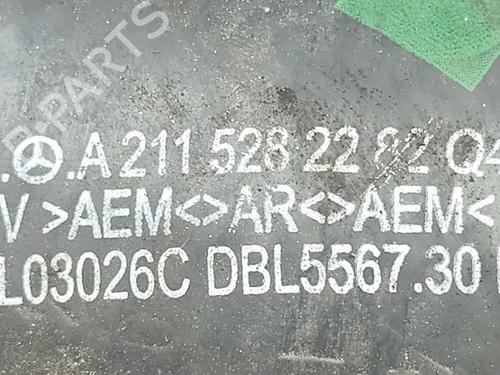 .A 211 528 22 82 Q4
V >AEM<>AR<>AEM<
L03026C DBL5567.30
B-PARTS